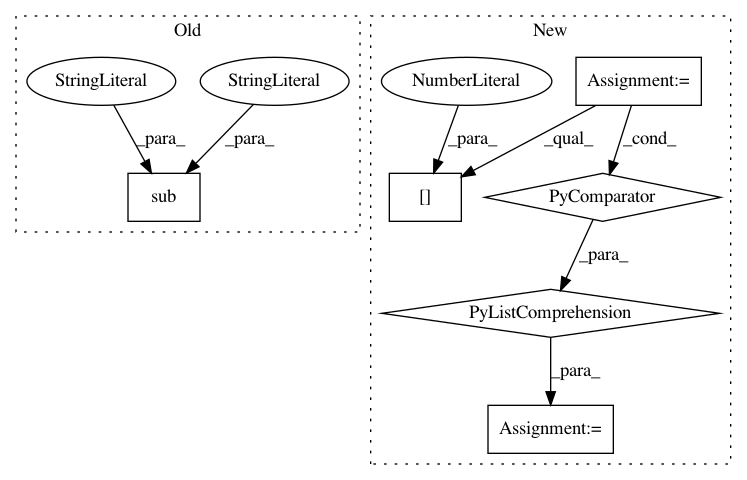 Old
New
StringLiteral
StringLiteral
NumberLiteral
Assignment:=
_para_
_para_
_para_
_qual_
_cond_
sub
[]
PyComparator
_para_
PyListComprehension
_para_
Assignment:=